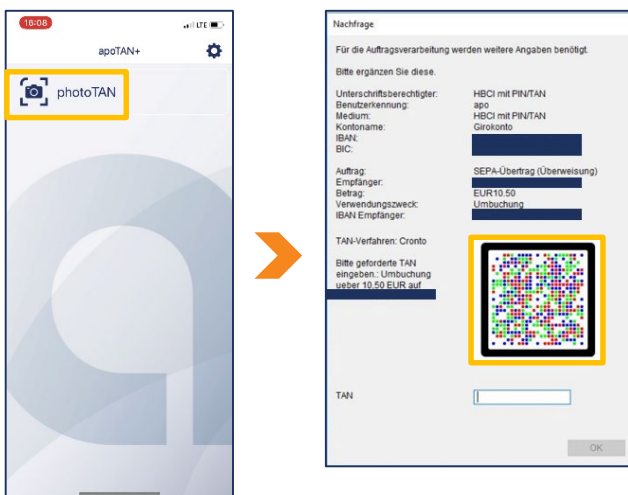 16:08
LTE
apoTAN+
photoTAN
Nachfrage
Für die Auftragsverarbeitung werden weitere Angaben benötigt.
Bitte ergänzen Sie diese.
Unterschriftsberechtigter: HBCI mit PIN/TAN
Benutzerkennung: apo
Medium: HBCI mit PIN/TAN
Kontoname: Girokonto
IBAN:
BIC:
Auftrag: SEPA-Übertrag (Überweisung)
Empfänger:
Betrag: EUR10.50
Verwendungszweck: Umbuchung
IBAN Empfänger:
TAN-Verfahren: Cronto
Bitte geforderte TAN
eingeben.: Umbuchung
ueber 10,50 EUR auf
TAN
OK